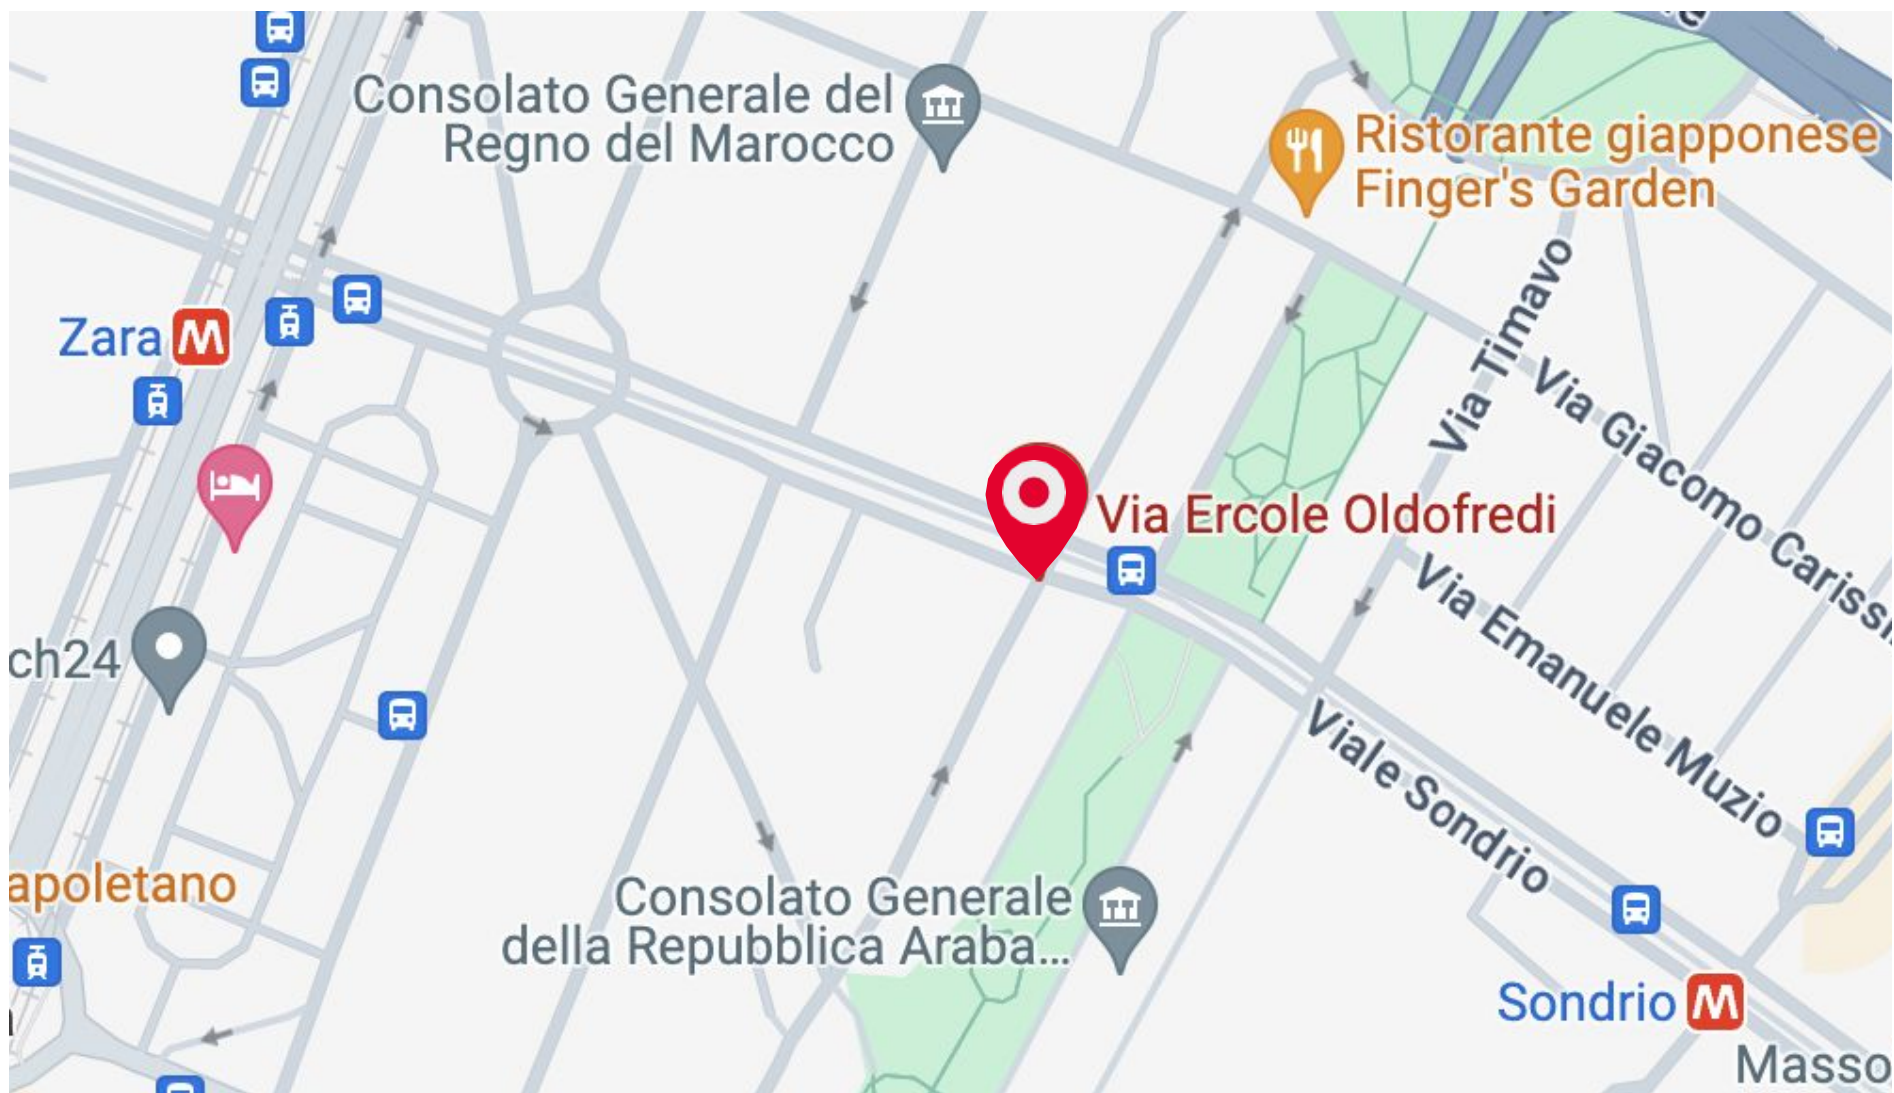 Consolato Generale del
Regno del Marocco
Ristorante giapponese
Finger's Garden
Zara
Via Timavo
Via Giacomo Cariss
Via Ercole Oldofredi
Via Emanuele Muzio
ch24
Viale Sondrio
apoletano
Consolato Generale
della Repubblica Araba...
Sondrio
Masso